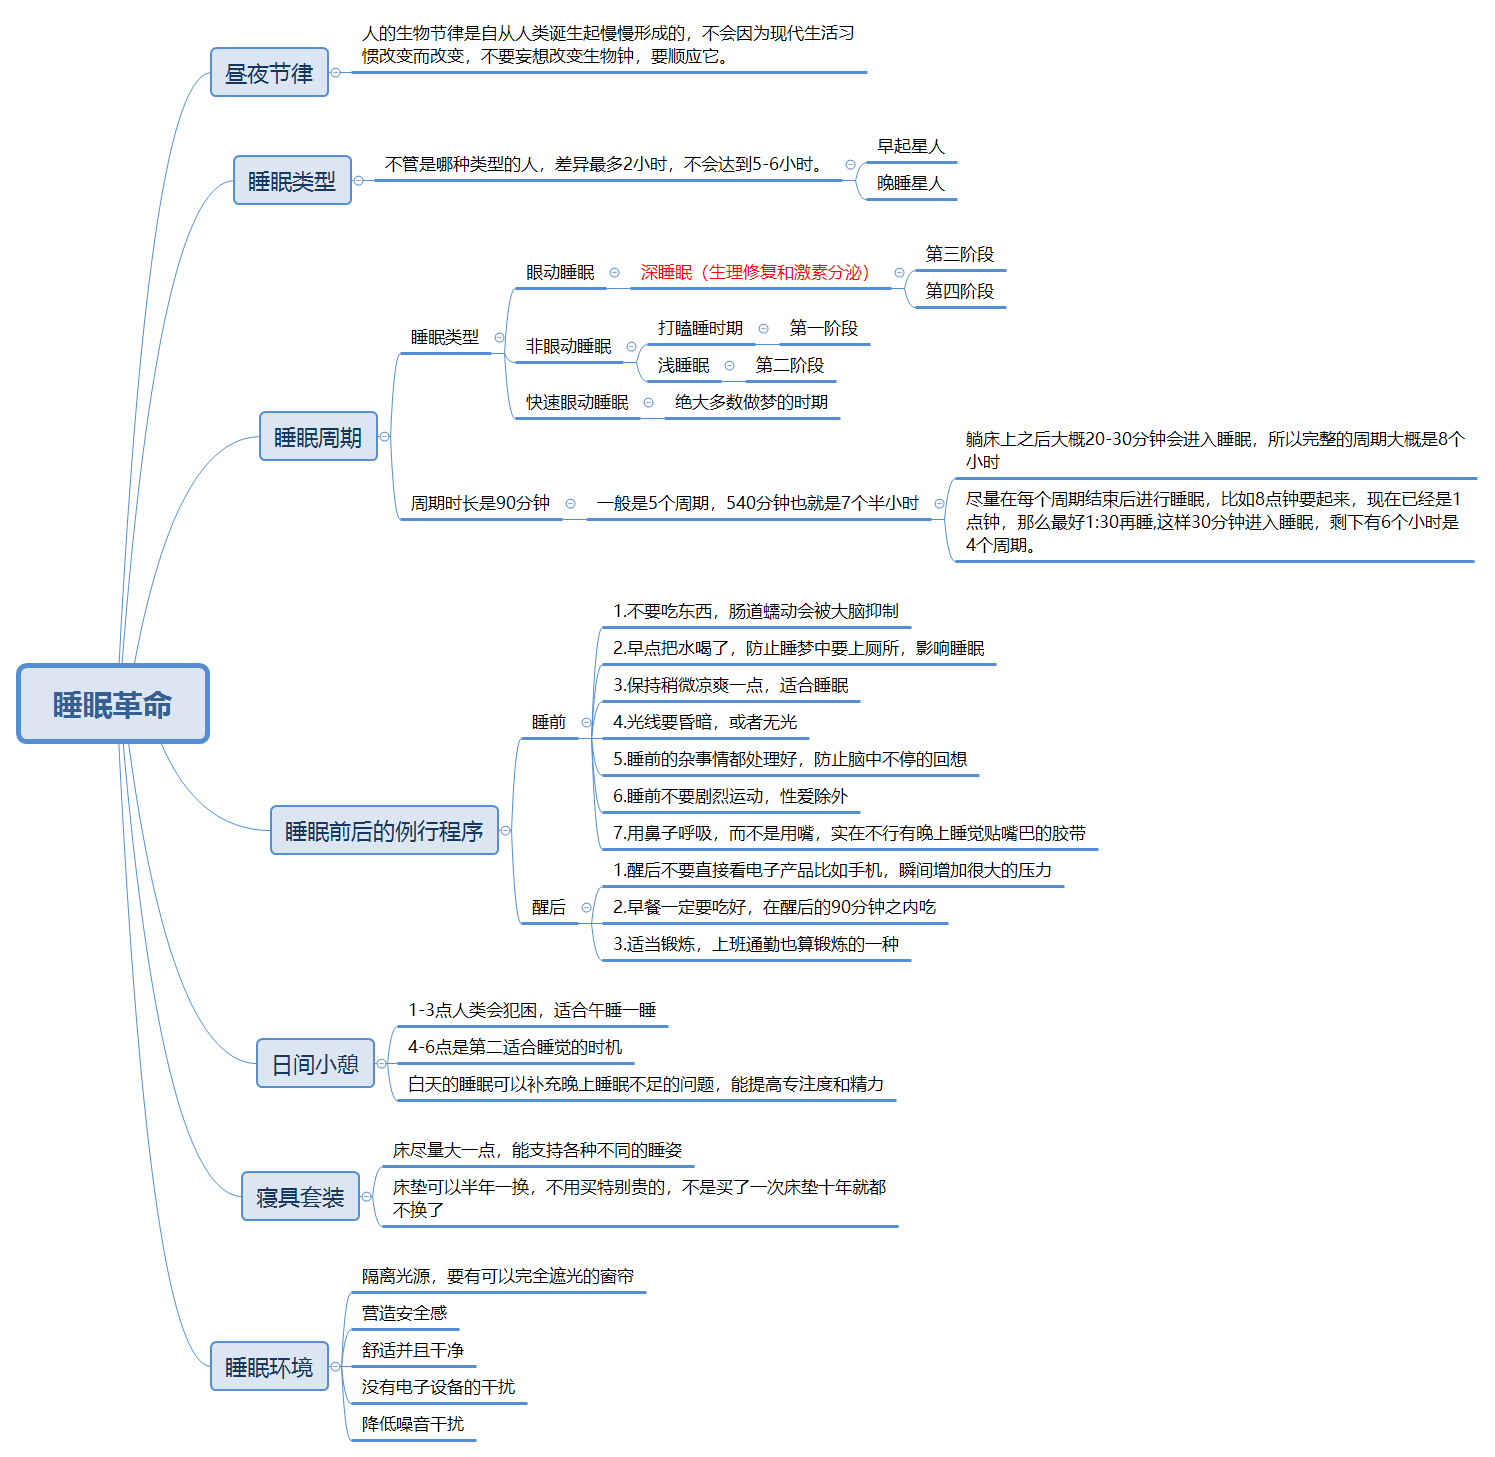 睡眠革命
昼夜节律
人的生物节律是自从人类诞生起慢慢形成的，不会因为现代生活习
惯改变而改变，不要妄想改变生物钟，要顺应它。
睡眠类型
不管是哪种类型的人，差异最多2小时，不会达到5-6小时。
早起星人
晚睡星人
睡眠周期
睡眠类型
眼动睡眠
深睡眠（生理修复和激素分泌）
第三阶段
第四阶段
非眼动睡眠
打瞌睡时期
第一阶段
浅睡眠
第二阶段
快速眼动睡眠
绝大多数做梦的时期
周期时长是90分钟
一般是5个周期，540分钟也就是7个半小时
躺床上之后大概20-30分钟会进入睡眠，所以完整的周期大概是8个
小时
尽量在每个周期结束后进行睡眠，比如8点钟要起来，现在已经是1
点钟，那么最好1:30再睡,这样30分钟进入睡眠，剩下有6个小时是
4个周期。
睡眠前后的例行程序
睡前
1.不要吃东西，肠道蠕动会被大脑抑制
2.早点把水喝了，防止睡梦中要上厕所，影响睡眠
3.保持稍微凉爽一点，适合睡眠
4.光线要昏暗，或者无光
5.睡前的杂事情都处理好，防止脑中不停的回想
6.睡前不要剧烈运动，性爱除外
7.用鼻子呼吸，而不是用嘴，实在不行有晚上睡觉贴嘴巴的胶带
醒后
1.醒后不要直接看电子产品比如手机，瞬间增加很大的压力
2.早餐一定要吃好，在醒后的90分钟之内吃
3.适当锻炼，上班通勤也算锻炼的一种
日间小憩
1-3点人类会犯困，适合午睡一睡
4-6点是第二适合睡觉的时机
白天的睡眠可以补充晚上睡眠不足的问题，能提高专注度和精力
寝具套装
床尽量大一点，能支持各种不同的睡姿
床垫可以半年一换，不用买特别贵的，不是买了一次床垫十年就都
不换了
睡眠环境
隔离光源，要有可以完全遮光的窗帘
营造安全感
舒适并且干净
没有电子设备的干扰
降低噪音干扰